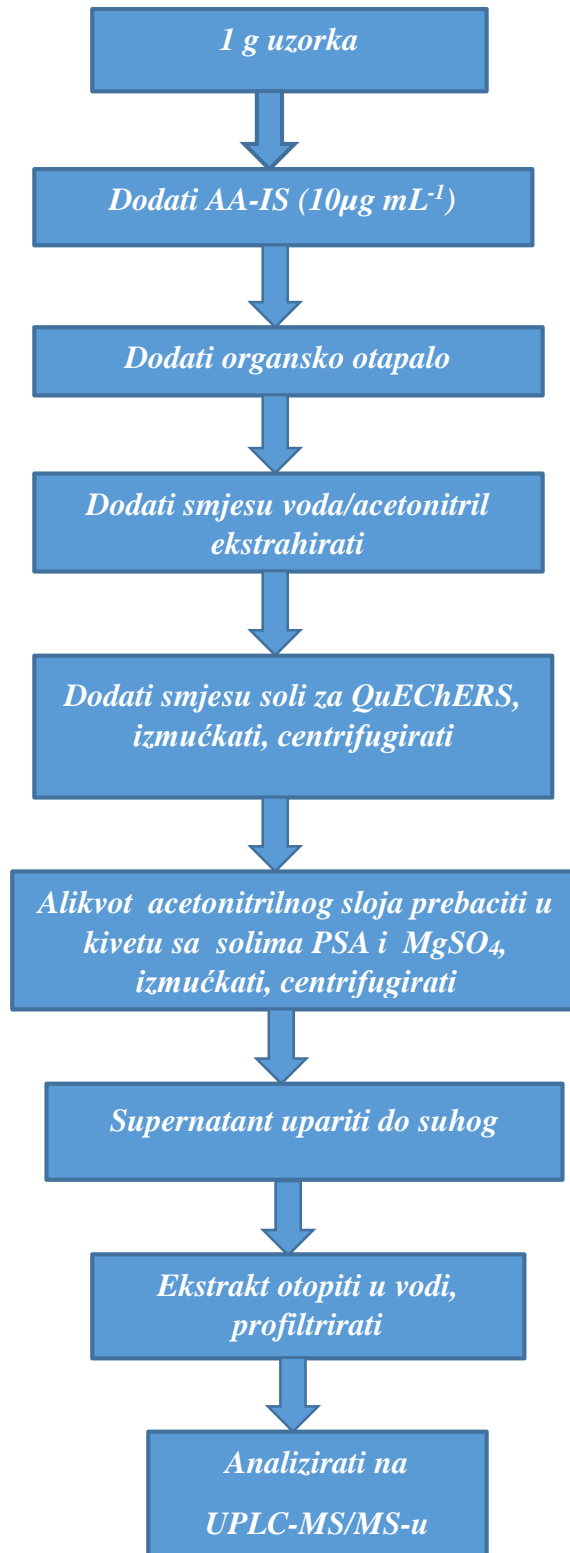 1 g uzorka
Dodati AA-IS (10µg mL⁻¹)
Dodati organsko otapalo
Dodati smjesu voda/acetonitril
ekstrahirati
Dodati smjesu soli za QuEChERS,
izmućkati, centrifugirati
Alikvot acetonitrilnog sloja prebaciti u
kivetu sa solima PSA i MgSO₄,
izmućkati, centrifugirati
Supernatant upariti do suhog
Ekstrakt otopiti u vodi,
profiltrirati
Analizirati na
UPLC-MS/MS-u